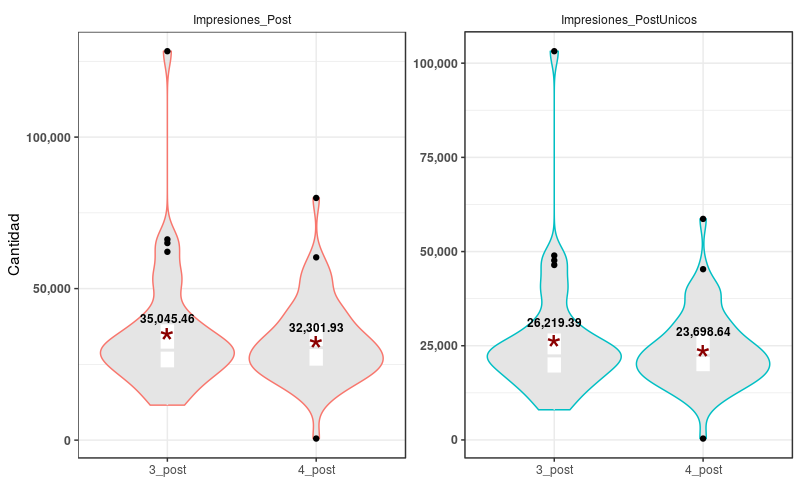 Impresiones_Post
Impresiones_PostUnicos
Cantidad
100,000
50,000
0
35,045.46
32,301.93
3_post
4_post
100,000
75,000
50,000
25,000
0
26,219.39
23,698.64
3_post
4_post